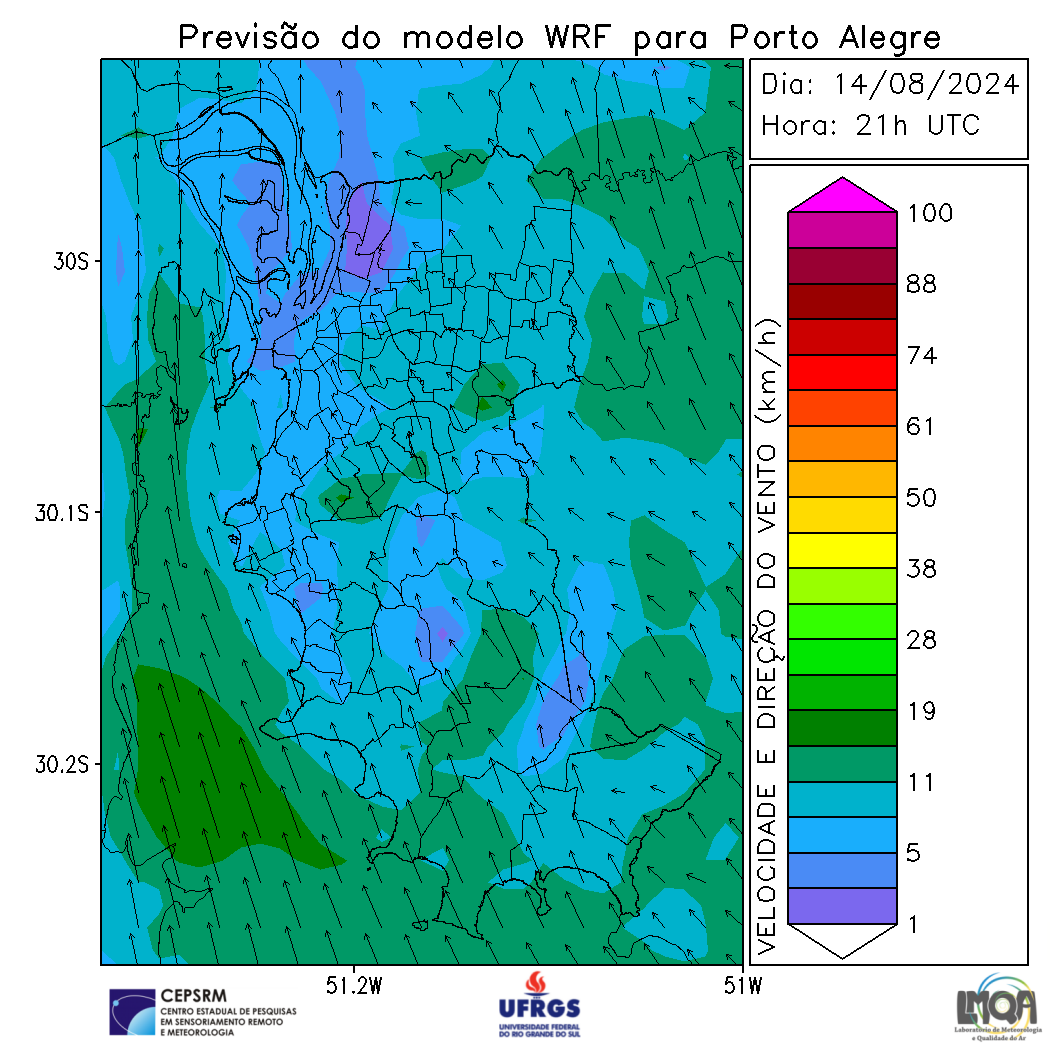 Previsão do modelo WRF para Porto Alegre
Dia: 14/08/2024
Hora: 21h UTC
30S
30.1S
30.2S
51.2W
51W
VELOCIDADE E DIREÇÃO DO VENTO (km/h)
100
88
74
61
50
38
28
19
11
5
1
CEPSRM
CENTRO ESTADUAL DE PESQUISAS
EM SENSORIAMENTO REMOTO
E METEOROLOGIA
UFRGS
UNIVERSIDADE FEDERAL
DO RIO GRANDE DO SUL
LMQA
Laboratório de Meteorologia
e Qualidade do Ar